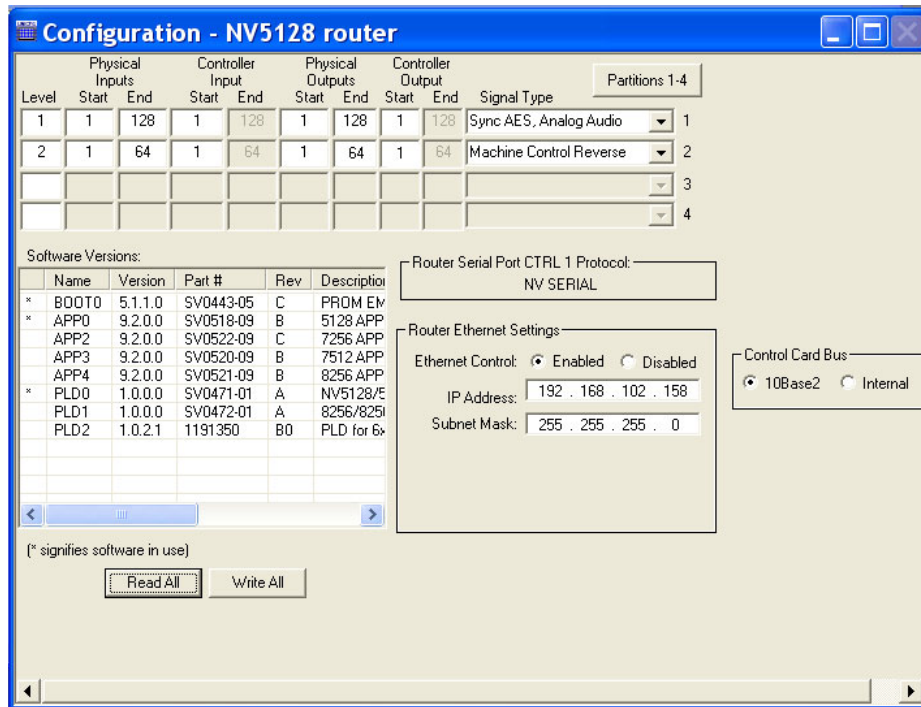 Configuration - NV5128 router
Physical Inputs Controller Input Physical Outputs Controller Output
Partitions 1-4
Level Start End Start End Start End Start End Signal Type
1 1 128 1 128 1 128 1 128 Sync AES, Analog Audio 1
2 1 64 1 64 1 64 1 64 Machine Control Reverse 2
3
4
Software Versions:
Name Version Part # Rev Description
* BOOT0 5.1.1.0 SV0443-05 C PROM EM
* APP0 9.2.0.0 SV0518-09 B 5128 APP
APP2 9.2.0.0 SV0522-09 C 7256 APP
APP3 9.2.0.0 SV0520-09 B 7512 APP
APP4 9.2.0.0 SV0521-09 B 8256 APP
* PLD0 1.0.0.0 SV0471-01 A NV5128/5
PLD1 1.0.0.0 SV0472-01 A 8256/825
PLD2 1.0.2.1 1191350 B0 PLD for 6x
(* signifies software in use)
Read All Write All
Router Serial Port CTRL 1 Protocol:
NV SERIAL
Router Ethernet Settings
Ethernet Control: Enabled Disabled
IP Address: 192 . 168 . 102 . 158
Subnet Mask: 255 . 255 . 255 . 0
Control Card Bus
10Base2 Internal